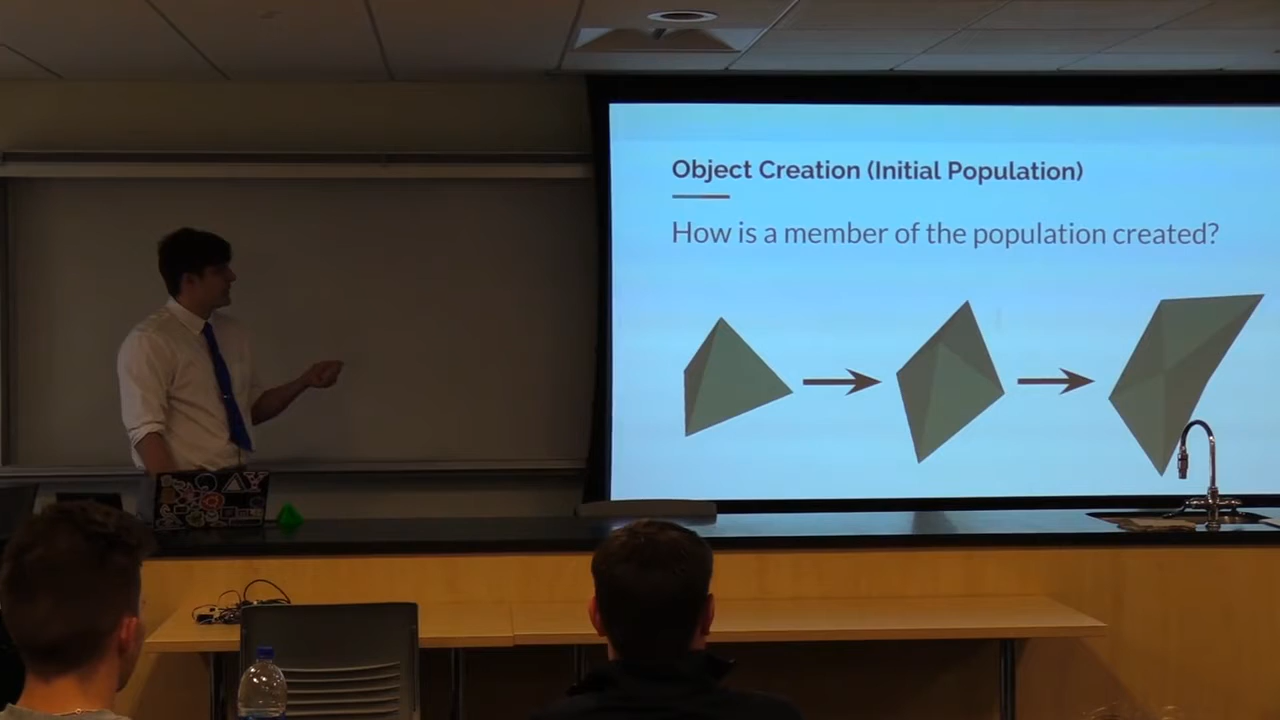 Object Creation (Initial Population)
How is a member of the population created?